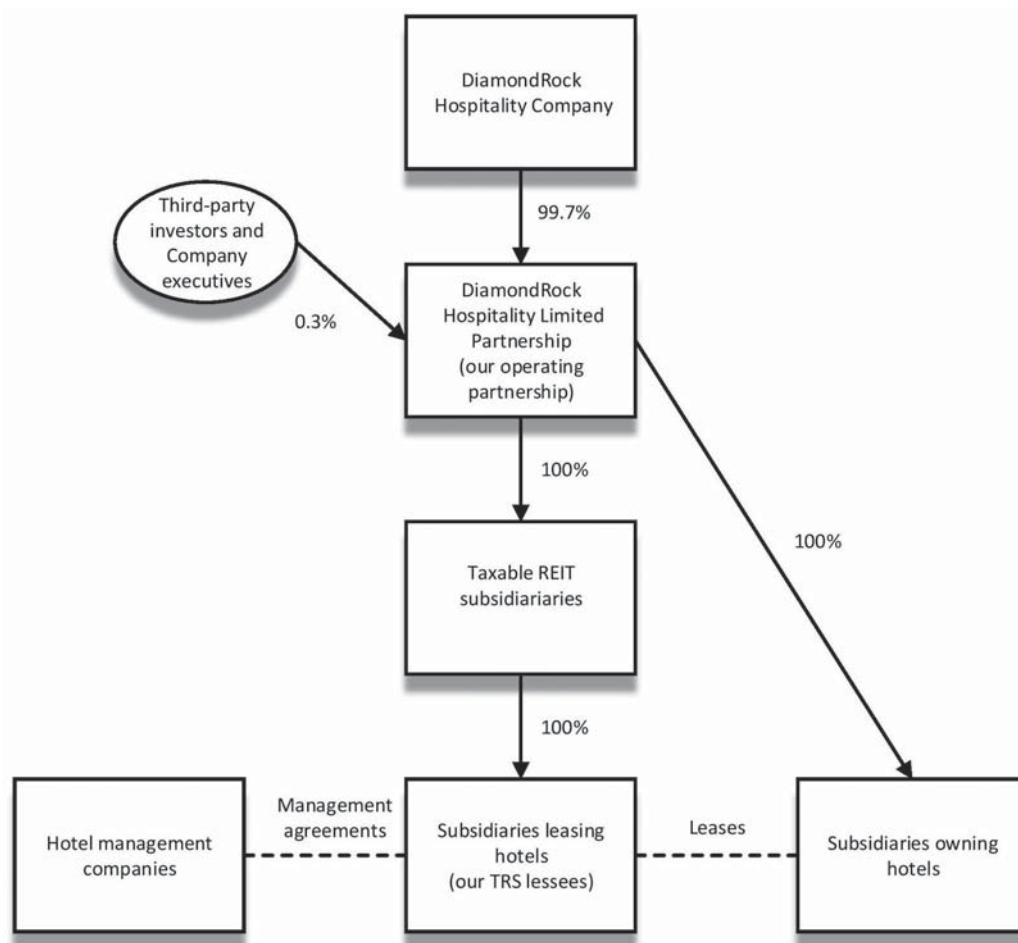 DiamondRock
Hospitality Company
99.7%
Third-party
investors and
Company
executives
0.3%
DiamondRock
Hospitality Limited
Partnership
(our operating
partnership)
100%
100%
Taxable REIT
subsidiariaries
100%
Hotel management
companies
Management
agreements
Subsidiaries leasing
hotels
(our TRS lessees)
Leases
Subsidiaries owning
hotels